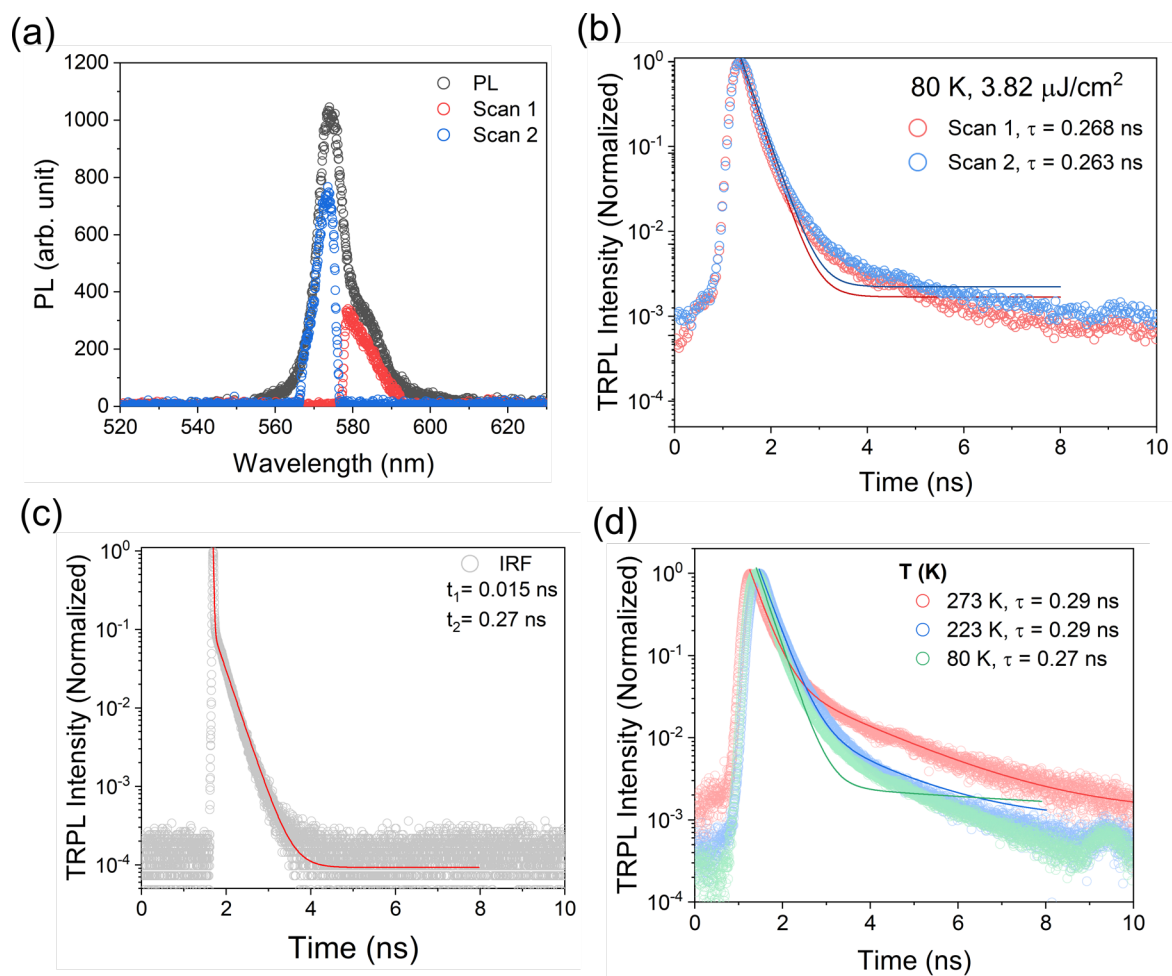 (a)
1200
1000
800
600
400
200
0
PL (arb. unit)
PL
Scan 1
Scan 2
520
540
560
580
600
620
Wavelength (nm)
(b)
10⁰
10⁻¹
10⁻²
10⁻³
10⁻⁴
TRPL Intensity (Normalized)
80 K, 3.82 μJ/cm²
Scan 1, τ = 0.268 ns
Scan 2, τ = 0.263 ns
0
2
4
6
8
10
Time (ns)
(c)
10⁰
10⁻¹
10⁻²
10⁻³
10⁻⁴
TRPL Intensity (Normalized)
IRF
t₁= 0.015 ns
t₂= 0.27 ns
0
2
4
6
8
10
Time (ns)
(d)
10⁰
10⁻¹
10⁻²
10⁻³
10⁻⁴
TRPL Intensity (Normalized)
T (K)
273 K, τ = 0.29 ns
223 K, τ = 0.29 ns
80 K, τ = 0.27 ns
0
2
4
6
8
10
Time (ns)